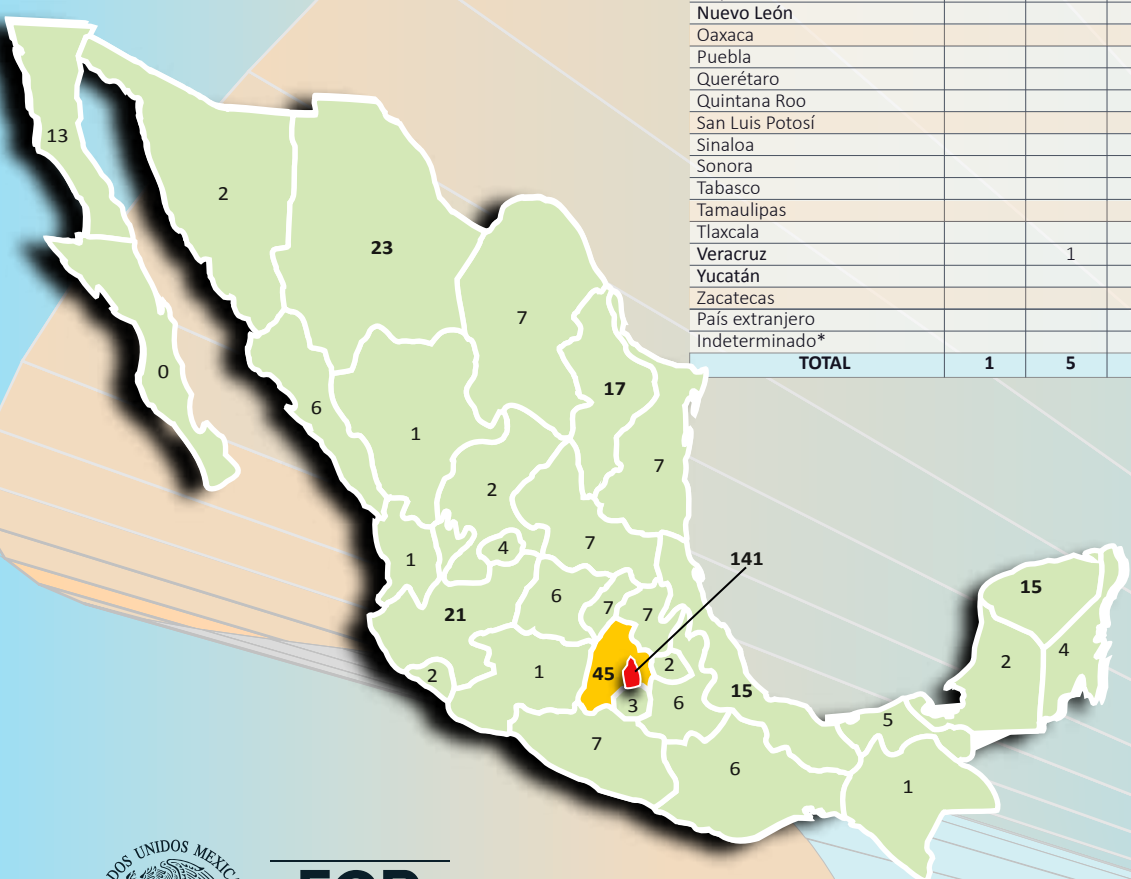 Nuevo León
Oaxaca
Puebla
Querétaro
Quintana Roo
San Luis Potosí
Sinaloa
Sonora
Tabasco
Tamaulipas
Tlaxcala
Veracruz 1
Yucatán
Zacatecas
País extranjero
Indeterminado*
TOTAL 1 5
13
2
23
7
0
17
6
1
7
2
4
7
1
141
6
7
7
15
21
2
1
45
2
4
2
3
6
15
5
7
6
1
UNIDOS